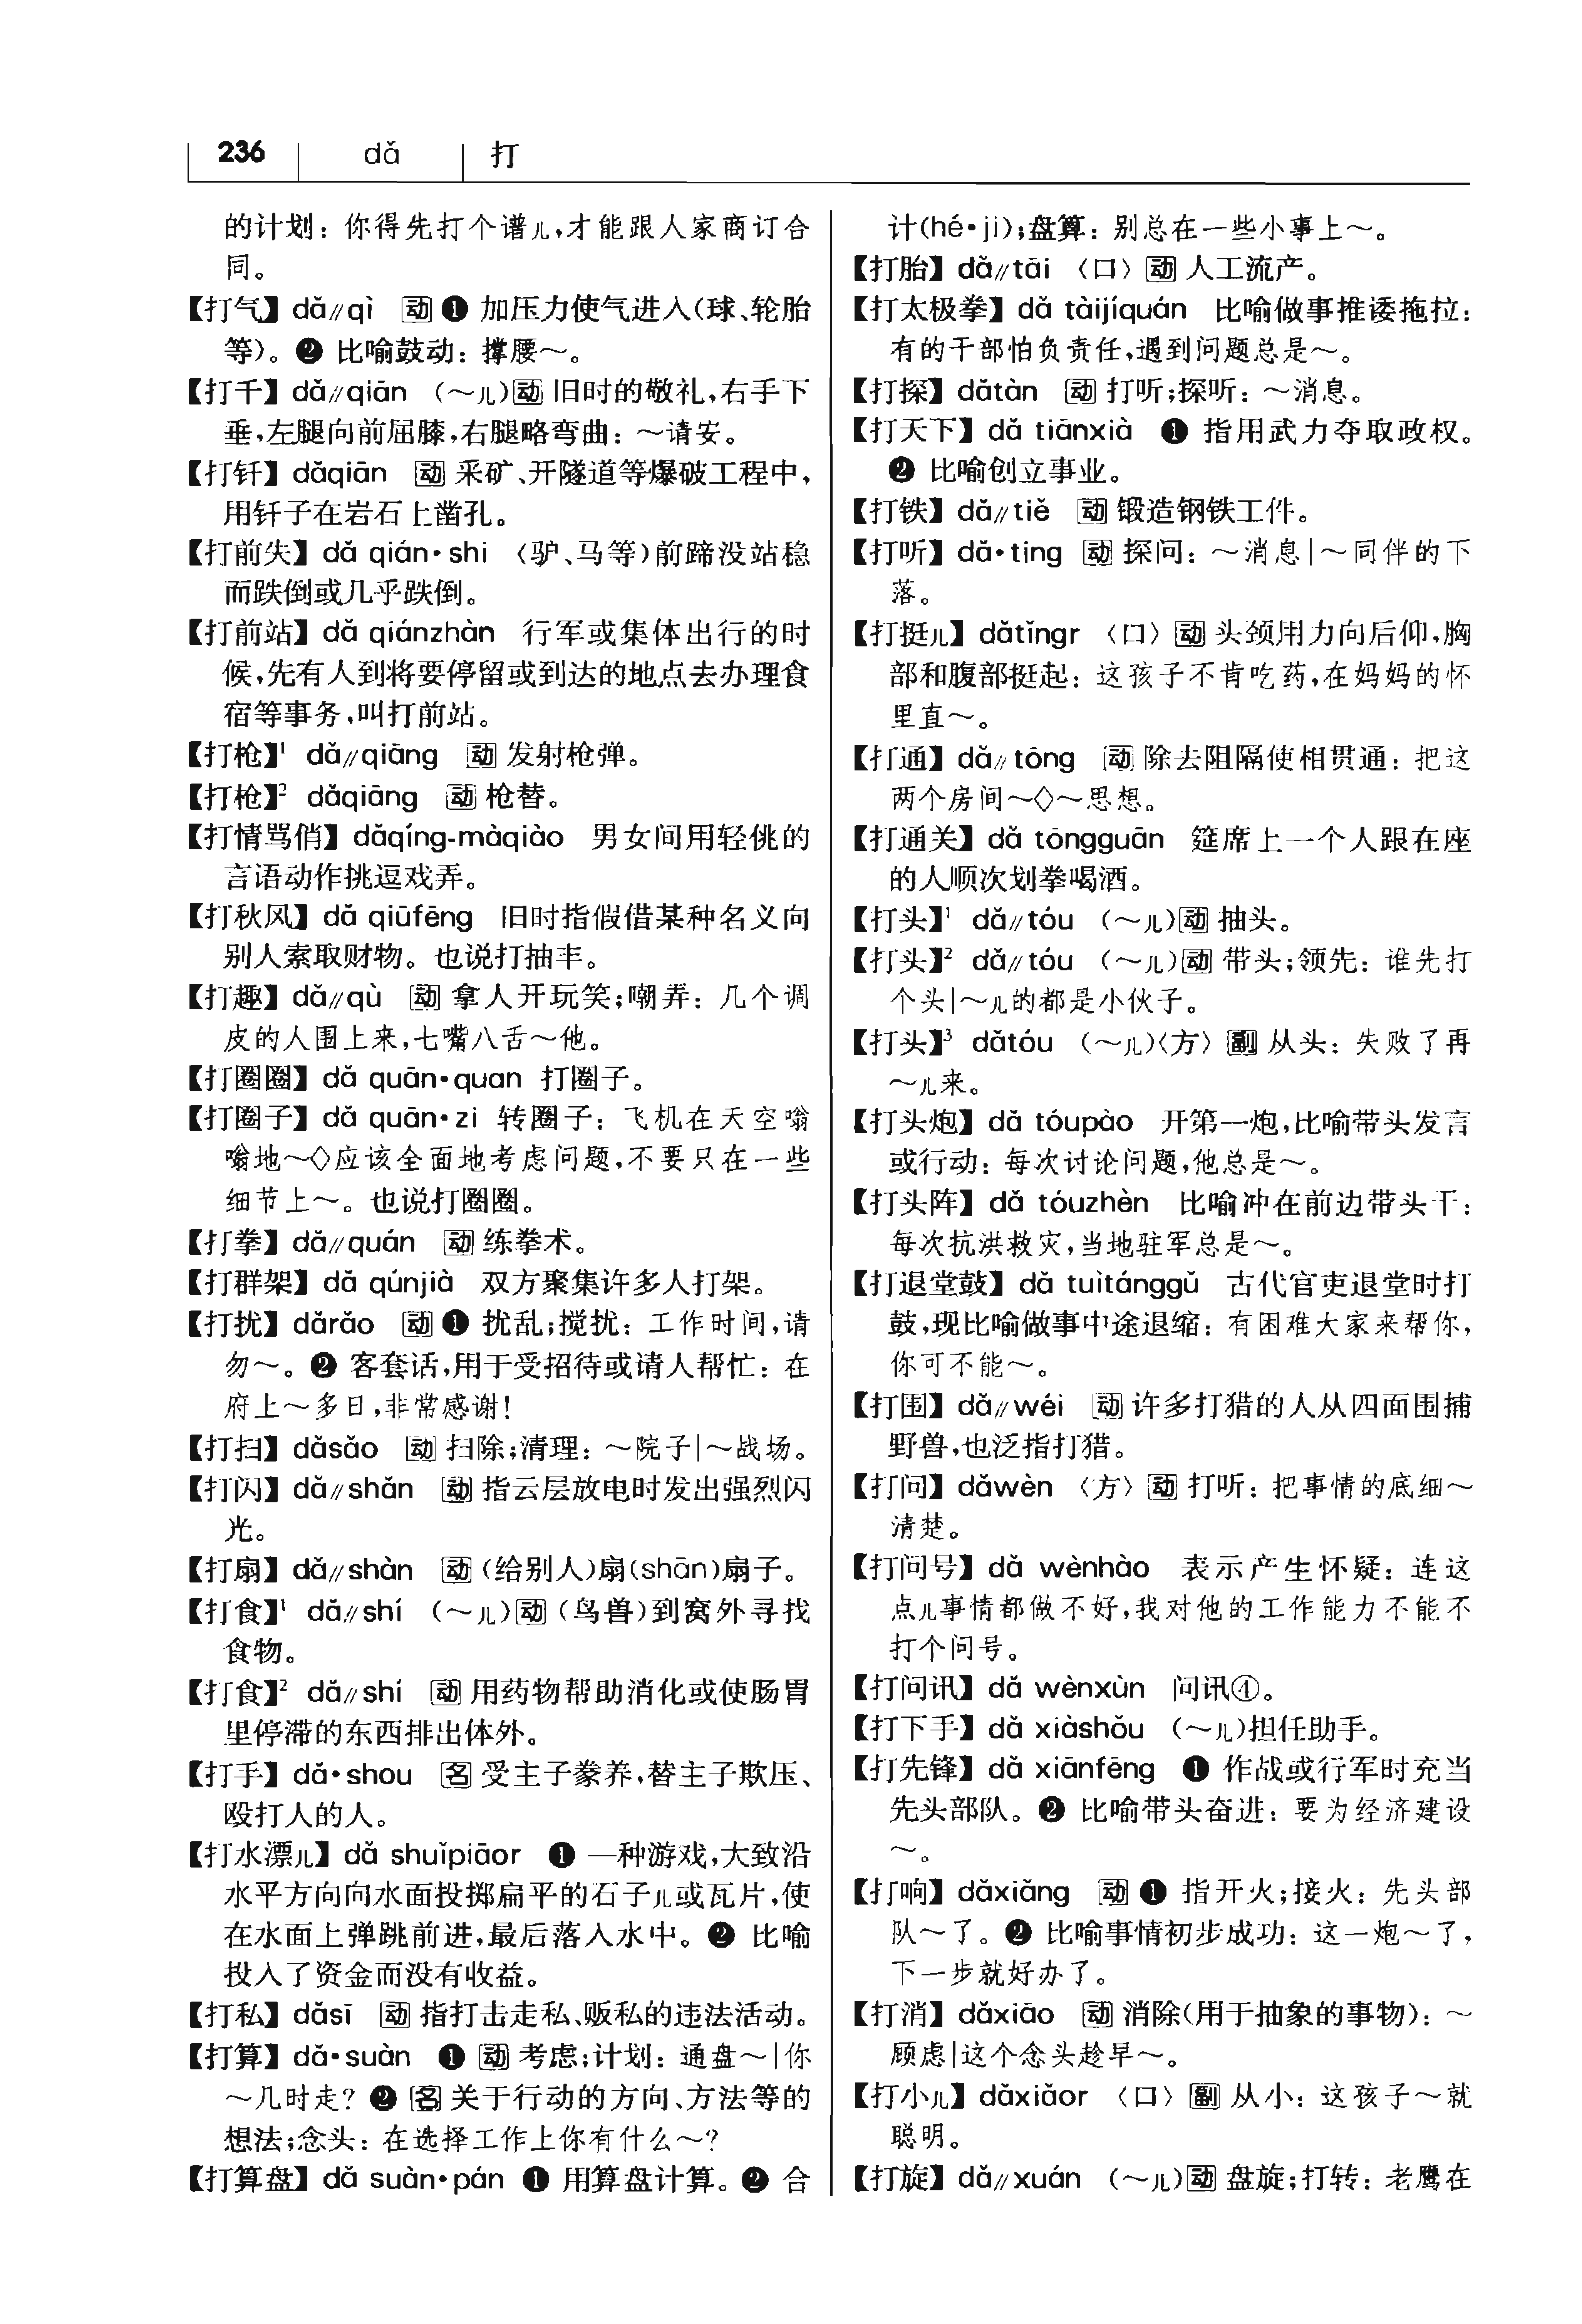 236 dǎ 打
的计划：你得先打个谱儿，才能跟人家商订合
同。
【打气】dǎ//qì 动❶ 加压力使气进入（球、轮胎
等）。❷ 比喻鼓动：撑腰～。
【打千】dǎ//qiān （～儿）动 旧时的敬礼，右手下
垂，左腿向前屈膝，右腿略弯曲：～请安。
【打钎】dǎqiān 动 采矿、开隧道等爆破工程中，
用钎子在岩石上凿孔。
【打前失】dǎ qián·shi 〈驴、马等）前蹄没站稳
而跌倒或几乎跌倒。
【打前站】dǎ qiánzhàn 行军或集体出行的时
候，先有人到将要停留或到达的地点去办理食
宿等事务，叫打前站。
【打枪】¹ dǎ//qiāng 动 发射枪弹。
【打枪】² dǎqiāng 动 枪替。
【打情骂俏】dǎqíng-màqiào 男女间用轻佻的
言语动作挑逗戏弄。
【打秋风】dǎ qiūfēng 旧时指假借某种名义向
别人索取财物。也说打抽丰。
【打趣】dǎ//qù 动 拿人开玩笑；嘲弄：几个调
皮的人围上来，七嘴八舌～他。
【打圈圈】dǎ quān·quan 打圈子。
【打圈子】dǎ quān·zi 转圈子：飞机在天空嗡
嗡地～◇应该全面地考虑问题，不要只在一些
细节上～。也说打圈圈。
【打拳】dǎ//quán 动 练拳术。
【打群架】dǎ qúnjià 双方聚集许多人打架。
【打扰】dǎrǎo 动❶ 扰乱；搅扰：工作时间，请
勿～。❷ 客套话，用于受招待或请人帮忙：在
府上～多日，非常感谢！
【打扫】dǎsǎo 动 扫除；清理：～院子|～战场。
【打闪】dǎ//shǎn 动 指云层放电时发出强烈闪
光。
【打扇】dǎ//shàn 动（给别人）扇（shān）扇子。
【打食】¹ dǎ//shí （～儿）动（鸟兽）到窝外寻找
食物。
【打食】² dǎ//shí 动 用药物帮助消化或使肠胃
里停滞的东西排出体外。
【打手】dǎ·shou 名 受主子豢养，替主子欺压、
殴打人的人。
【打水漂儿】dǎ shuǐpiāor ❶ 一种游戏，大致沿
水平方向向水面投掷扁平的石子儿或瓦片，使
在水面上弹跳前进，最后落入水中。❷ 比喻
投入了资金而没有收益。
【打私】dǎsī 动 指打击走私、贩私的违法活动。
【打算】dǎ·suàn ❶ 动 考虑；计划：通盘～|你
～几时走？❷ 名 关于行动的方向、方法等的
想法；念头：在选择工作上你有什么～？
【打算盘】dǎ suàn·pán ❶ 用算盘计算。❷ 合
计（hé·ji）；盘算：别总在一些小事上～。
【打胎】dǎ//tāi 〈口〉动 人工流产。
【打太极拳】dǎ tàijíquán 比喻做事推诿拖拉：
有的干部怕负责任，遇到问题总是～。
【打探】dǎtàn 动 打听；探听：～消息。
【打天下】dǎ tiānxià ❶ 指用武力夺取政权。
❷ 比喻创立事业。
【打铁】dǎ//tiě 动 锻造钢铁工件。
【打听】dǎ·ting 动 探问：～消息|～同伴的下
落。
【打挺儿】dǎtǐngr 〈口〉动 头颈用力向后仰，胸
部和腹部挺起：这孩子不肯吃药，在妈妈的怀
里直～。
【打通】dǎ//tōng 动 除去阻隔使相贯通：把这
两个房间～◇～思想。
【打通关】dǎ tōngguān 筵席上一个人跟在座
的人顺次划拳喝酒。
【打头】¹ dǎ//tóu （～儿）动 抽头。
【打头】² dǎ//tóu （～儿）动 带头；领先：谁先打
个头|～儿的都是小伙子。
【打头】³ dǎtóu （～儿）〈方〉副 从头：失败了再
～儿来。
【打头炮】dǎ tóupào 开第一炮，比喻带头发言
或行动：每次讨论问题，他总是～。
【打头阵】dǎ tóuzhèn 比喻冲在前边带头干：
每次抗洪救灾，当地驻军总是～。
【打退堂鼓】dǎ tuìtánggǔ 古代官吏退堂时打
鼓，现比喻做事中途退缩：有困难大家来帮你，
你可不能～。
【打围】dǎ//wéi 动 许多打猎的人从四面围捕
野兽，也泛指打猎。
【打问】dǎwèn 〈方〉动 打听：把事情的底细～
清楚。
【打问号】dǎ wènhào 表示产生怀疑：连这
点儿事情都做不好，我对他的工作能力不能不
打个问号。
【打问讯】dǎ wènxùn 问讯④。
【打下手】dǎ xiàshǒu （～儿）担任助手。
【打先锋】dǎ xiānfēng ❶ 作战或行军时充当
先头部队。❷ 比喻带头奋进：要为经济建设
～。
【打响】dǎxiǎng 动❶ 指开火；接火：先头部
队～了。❷ 比喻事情初步成功：这一炮～了，
下一步就好办了。
【打消】dǎxiāo 动 消除（用于抽象的事物）：～
顾虑|这个念头趁早～。
【打小儿】dǎxiǎor 〈口〉副 从小：这孩子～就
聪明。
【打旋】dǎ//xuán （～儿）动 盘旋；打转：老鹰在